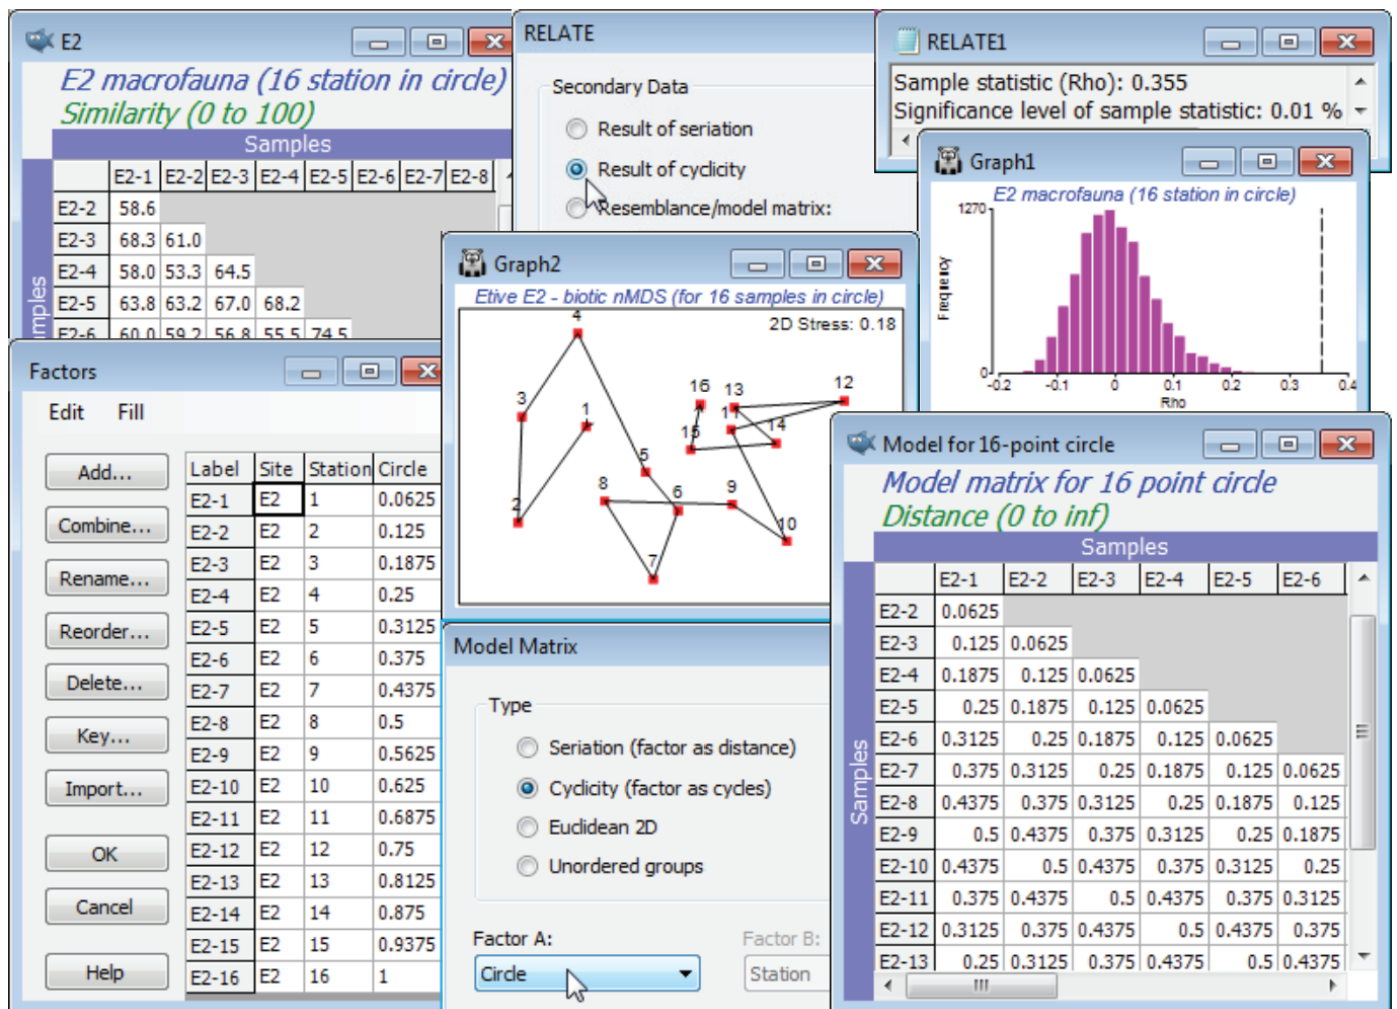 E2
E2 macrofauna (16 station in circle)
Similarity (0 to 100)
Samples
E2-1 E2-2 E2-3 E2-4 E2-5 E2-6 E2-7 E2-8
E2-2 58.6
E2-3 68.3 61.0
E2-4 58.0 53.3 64.5
E2-5 63.8 63.2 67.0 68.2
E2-6 60.0 59.2 56.8 55.5 74.5
RELATE
Secondary Data
Result of seriation
Result of cyclicity
Resemblance/model matrix:
RELATE1
Sample statistic (Rho): 0.355
Significance level of sample statistic: 0.01 %
Graph1
E2 macrofauna (16 station in circle)
1270
Frequency
0
-0.2 -0.1 0 0.1 0.2 0.3 0.4
Rho
Graph2
Etive E2 - biotic nMDS (for 16 samples in circle)
2D Stress: 0.18
4
16 13 12
3 1 11
15 14
5
8 6 9
10
2
7
Factors
Edit Fill
Add...
Combine...
Rename...
Reorder...
Delete...
Key...
Import...
OK
Cancel
Help
Label Site Station Circle
E2-1 E2 1 0.0625
E2-2 E2 2 0.125
E2-3 E2 3 0.1875
E2-4 E2 4 0.25
E2-5 E2 5 0.3125
E2-6 E2 6 0.375
E2-7 E2 7 0.4375
E2-8 E2 8 0.5
E2-9 E2 9 0.5625
E2-10 E2 10 0.625
E2-11 E2 11 0.6875
E2-12 E2 12 0.75
E2-13 E2 13 0.8125
E2-14 E2 14 0.875
E2-15 E2 15 0.9375
E2-16 E2 16 1
Model Matrix
Type
Seriation (factor as distance)
Cyclicity (factor as cycles)
Euclidean 2D
Unordered groups
Factor A: Factor B:
Circle Station
Model for 16-point circle
Model matrix for 16 point circle
Distance (0 to inf)
Samples
Samples
E2-1 E2-2 E2-3 E2-4 E2-5 E2-6
E2-2 0.0625
E2-3 0.125 0.0625
E2-4 0.1875 0.125 0.0625
E2-5 0.25 0.1875 0.125 0.0625
E2-6 0.3125 0.25 0.1875 0.125 0.0625
E2-7 0.375 0.3125 0.25 0.1875 0.125 0.0625
E2-8 0.4375 0.375 0.3125 0.25 0.1875 0.125
E2-9 0.5 0.4375 0.375 0.3125 0.25 0.1875
E2-10 0.4375 0.5 0.4375 0.375 0.3125 0.25
E2-11 0.375 0.4375 0.5 0.4375 0.375 0.3125
E2-12 0.3125 0.375 0.4375 0.5 0.4375 0.375
E2-13 0.25 0.3125 0.375 0.4375 0.5 0.4375